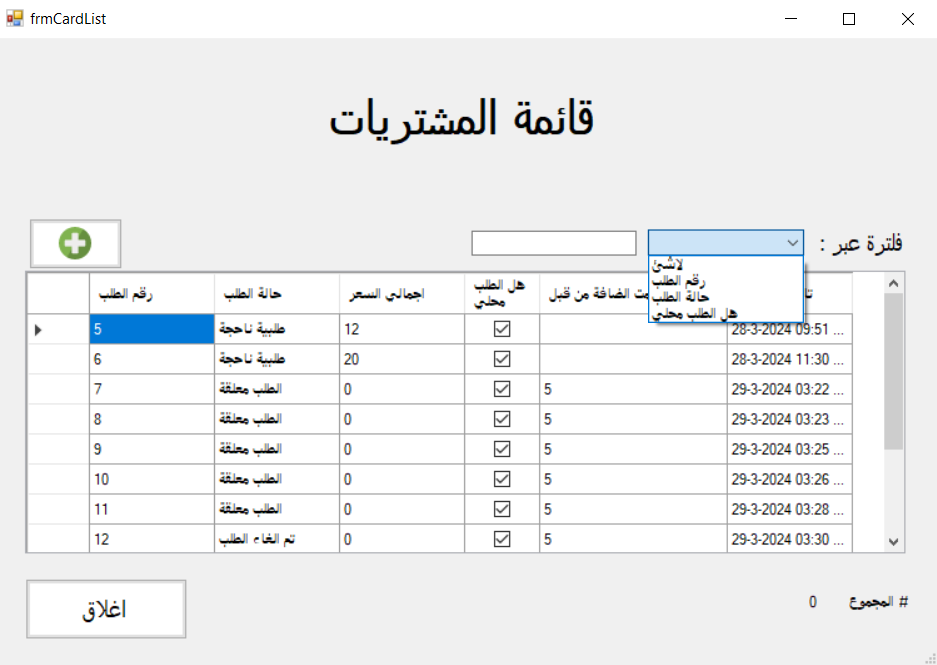 frmCardList
قائمة المشتريات
فلترة عبر :
لاشئ
رقم الطلب
حالة الطلب
هل الطلب محلي
رقم الطلب حالة الطلب اجمالي السعر هل الطلب محلي الضافة من قبل
5 طلبية ناحجة 12 28-3-2024 09:51 ...
6 طلبية ناحجة 20 28-3-2024 11:30 ...
7 الطلب معلقة 0 5 29-3-2024 03:22 ...
8 الطلب معلقة 0 5 29-3-2024 03:23 ...
9 الطلب معلقة 0 5 29-3-2024 03:25 ...
10 الطلب معلقة 0 5 29-3-2024 03:26 ...
11 الطلب معلقة 0 5 29-3-2024 03:28 ...
12 تم الغاء الطلب 0 5 29-3-2024 03:30 ...
# المجموع 0
اغلاق